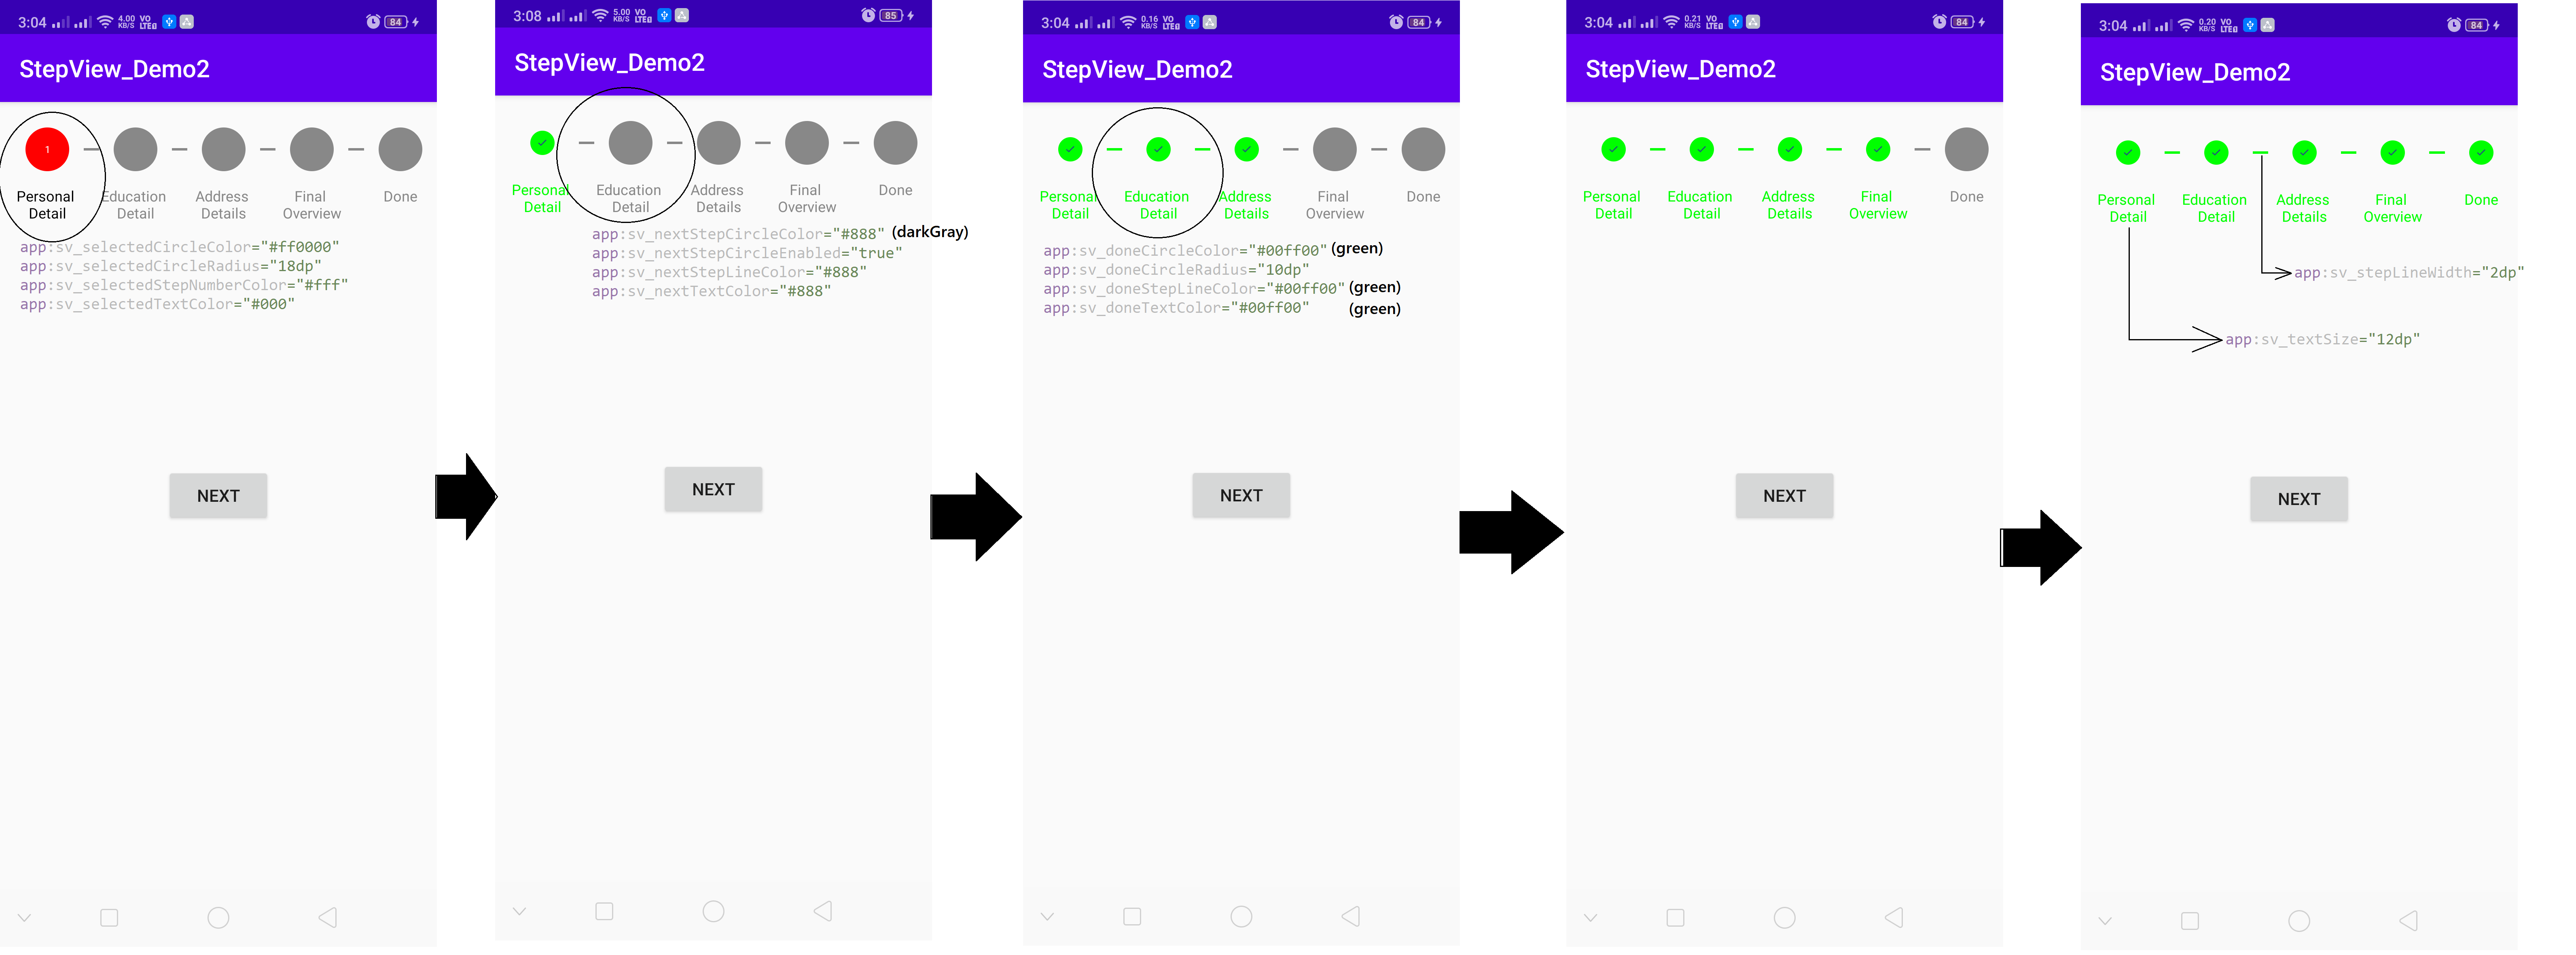 3:04 4.00 KB/S VO LTE 84
StepView_Demo2
1
Personal Detail
Education Detail
Address Details
Final Overview
Done
app:sv_selectedCircleColor="#ff0000"
app:sv_selectedCircleRadius="18dp"
app:sv_selectedStepNumberColor="#fff"
app:sv_selectedTextColor="#000"
NEXT
3:08 5.00 KB/S VO LTE 85
StepView_Demo2
Personal Detail
Education Detail
Address Details
Final Overview
Done
app:sv_nextStepCircleColor="#888" (darkGray)
app:sv_nextStepCircleEnabled="true"
app:sv_nextStepLineColor="#888"
app:sv_nextTextColor="#888"
NEXT
3:04 0.16 KB/S VO LTE 84
StepView_Demo2
Personal Detail
Education Detail
Address Details
Final Overview
Done
app:sv_doneCircleColor="#00ff00" (green)
app:sv_doneCircleRadius="10dp"
app:sv_doneStepLineColor="#00ff00" (green)
app:sv_doneTextColor="#00ff00" (green)
NEXT
3:04 0.21 KB/S VO LTE 84
StepView_Demo2
Personal Detail
Education Detail
Address Details
Final Overview
Done
NEXT
3:04 0.20 KB/S VO LTE 84
StepView_Demo2
Personal Detail
Education Detail
Address Details
Final Overview
Done
app:sv_stepLineWidth="2dp"
app:sv_textSize="12dp"
NEXT